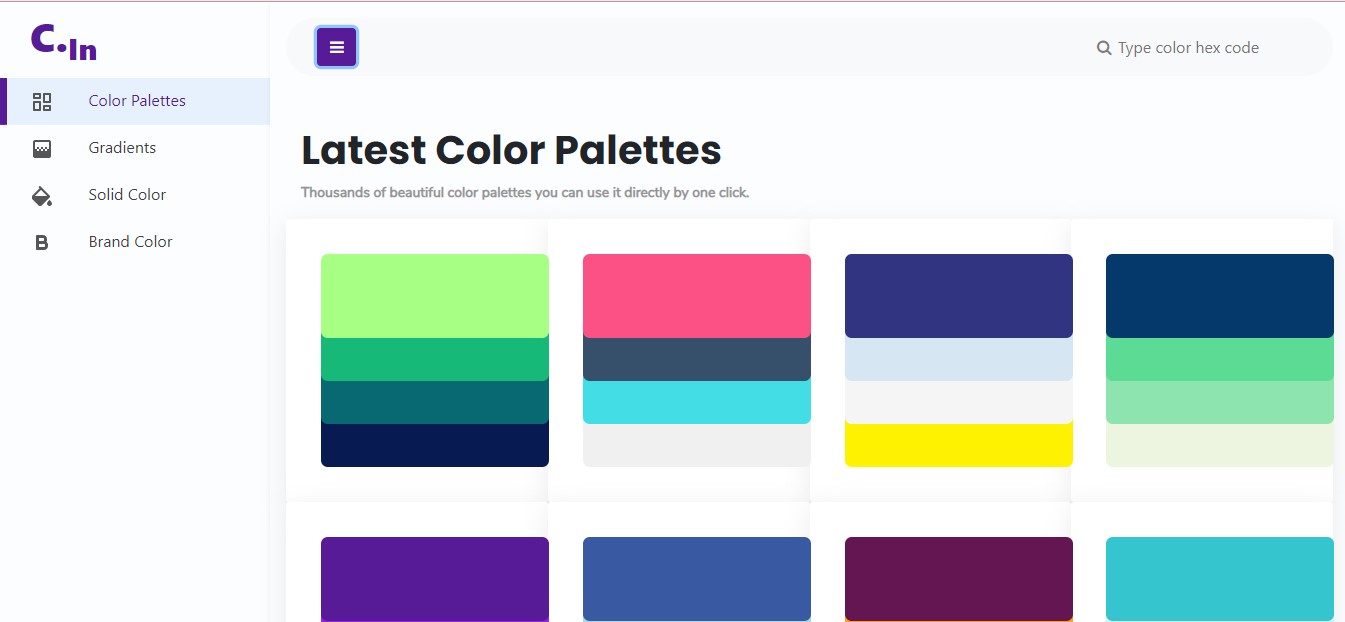 C.In
Type color hex code
Color Palettes
Gradients
Solid Color
B Brand Color
Latest Color Palettes
Thousands of beautiful color palettes you can use it directly by one click.